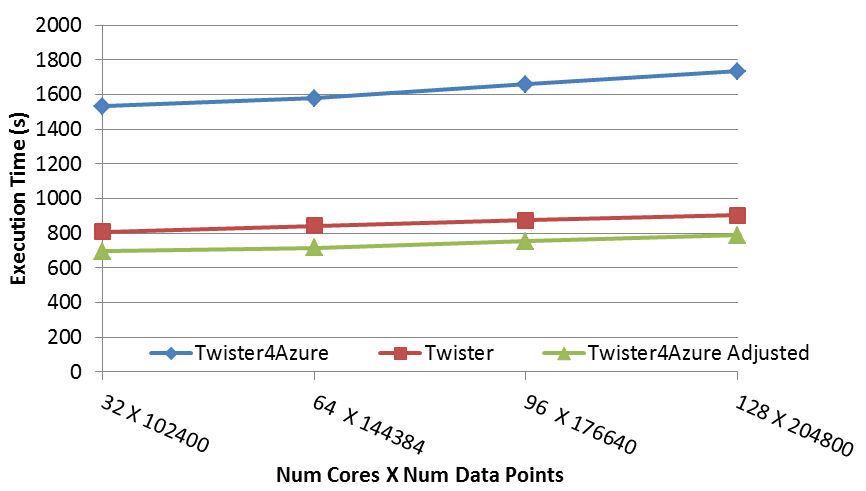 2000
1800
1600
1400
1200
1000
800
600
400
200
0
Execution Time (s)
Twister4Azure Twister Twister4Azure Adjusted
32 X 102400
64 X 144384
96 X 176640
128 X 204800
Num Cores X Num Data Points